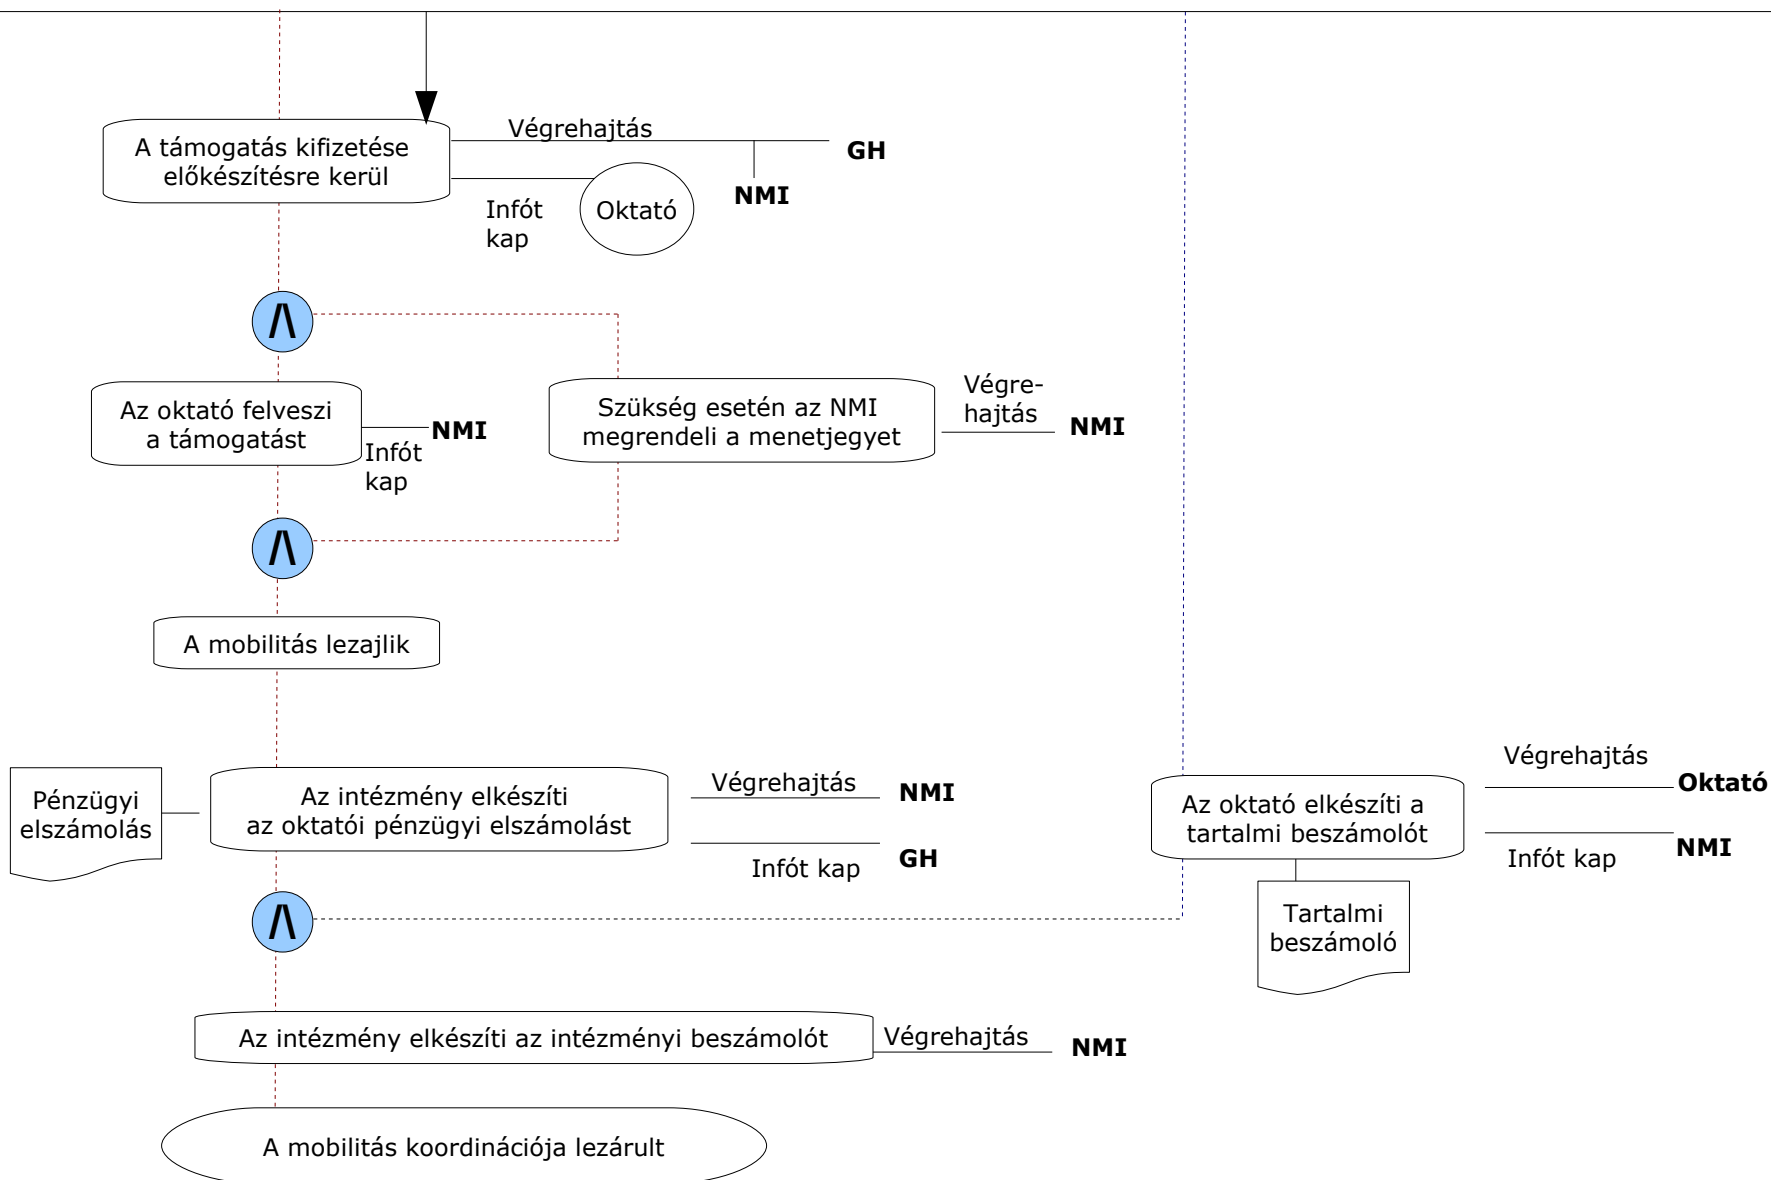 A támogatás kifizetése
előkészítésre kerül
Végrehajtás
GH
NMI
Infót
kap
Oktató
/\
Az oktató felveszi
a támogatást
NMI
Infót
kap
Szükség esetén az NMI
megrendeli a menetjegyet
Végre-
hajtás
NMI
/\
A mobilitás lezajlik
Pénzügyi
elszámolás
Az intézmény elkészíti
az oktatói pénzügyi elszámolást
Végrehajtás
NMI
Infót kap
GH
Az oktató elkészíti a
tartalmi beszámolót
Végrehajtás
Oktató
Infót kap
NMI
Tartalmi
beszámoló
/\
Az intézmény elkészíti az intézményi beszámolót
Végrehajtás
NMI
A mobilitás koordinációja lezárult